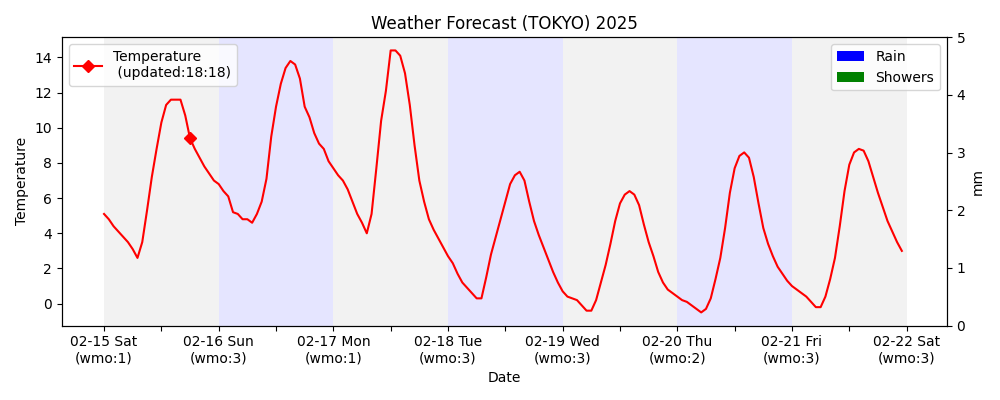 Weather Forecast (TOKYO) 2025
Temperature
(updated:18:18)
Rain
Showers
14
12
10
8
6
4
2
0
Temperature
5
4
3
2
1
0
mm
02-15 Sat
(wmo:1)
02-16 Sun
(wmo:3)
02-17 Mon
(wmo:1)
02-18 Tue
(wmo:3)
02-19 Wed
(wmo:3)
02-20 Thu
(wmo:2)
02-21 Fri
(wmo:3)
02-22 Sat
(wmo:3)
Date